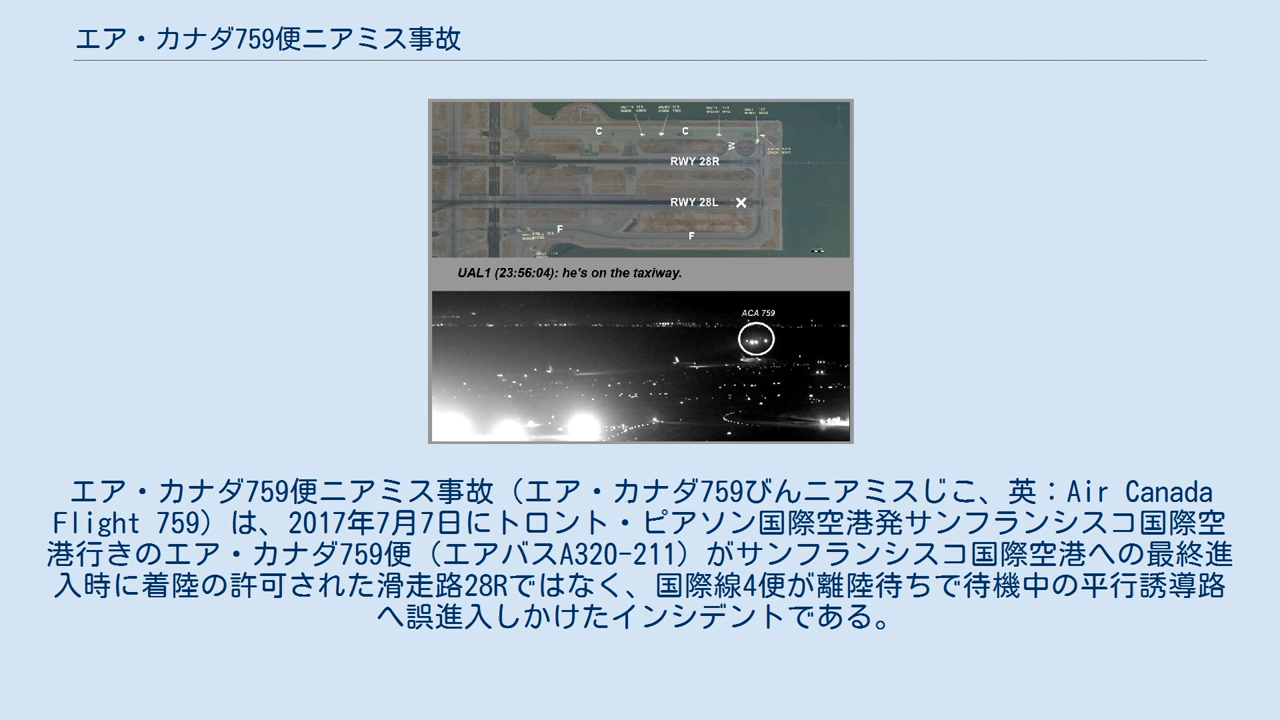 エア・カナダ759便ニアミス事故
C
C
W
RWY 28R
RWY 28L
F
F
UAL1 (23:56:04): he's on the taxiway.
ACA 759
エア・カナダ759便ニアミス事故（エア・カナダ759びんニアミスじこ、英：Air Canada
Flight 759）は、2017年7月7日にトロント・ピアソン国際空港発サンフランシスコ国際空
港行きのエア・カナダ759便（エアバスA320-211）がサンフランシスコ国際空港への最終進
入時に着陸の許可された滑走路28Rではなく、国際線4便が離陸待ちで待機中の平行誘導路
へ誤進入しかけたインシデントである。